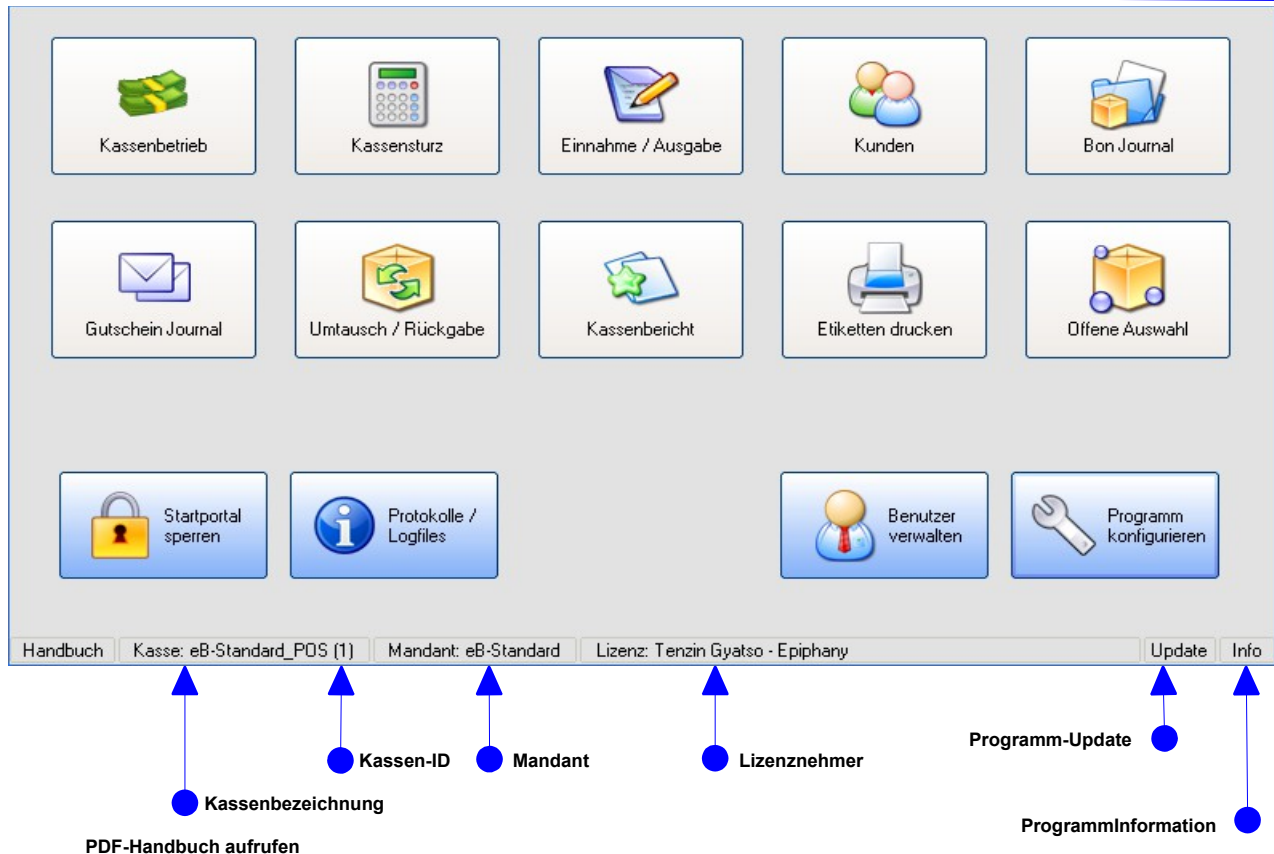 Kassenbetrieb
Kassensturz
Einnahme / Ausgabe
Kunden
Bon Journal
Gutschein Journal
Umtausch / Rückgabe
Kassenbericht
Etiketten drucken
Offene Auswahl
Startportal
sperren
Protokolle /
Logfiles
Benutzer
verwalten
Programm
konfigurieren
Handbuch
Kasse: eB-Standard_POS (1)
Mandant: eB-Standard
Lizenz: Tenzin Gyatso - Epiphany
Update
Info
Programm-Update
Kassen-ID
Mandant
Lizenznehmer
Kassenbezeichnung
ProgrammInformation
PDF-Handbuch aufrufen